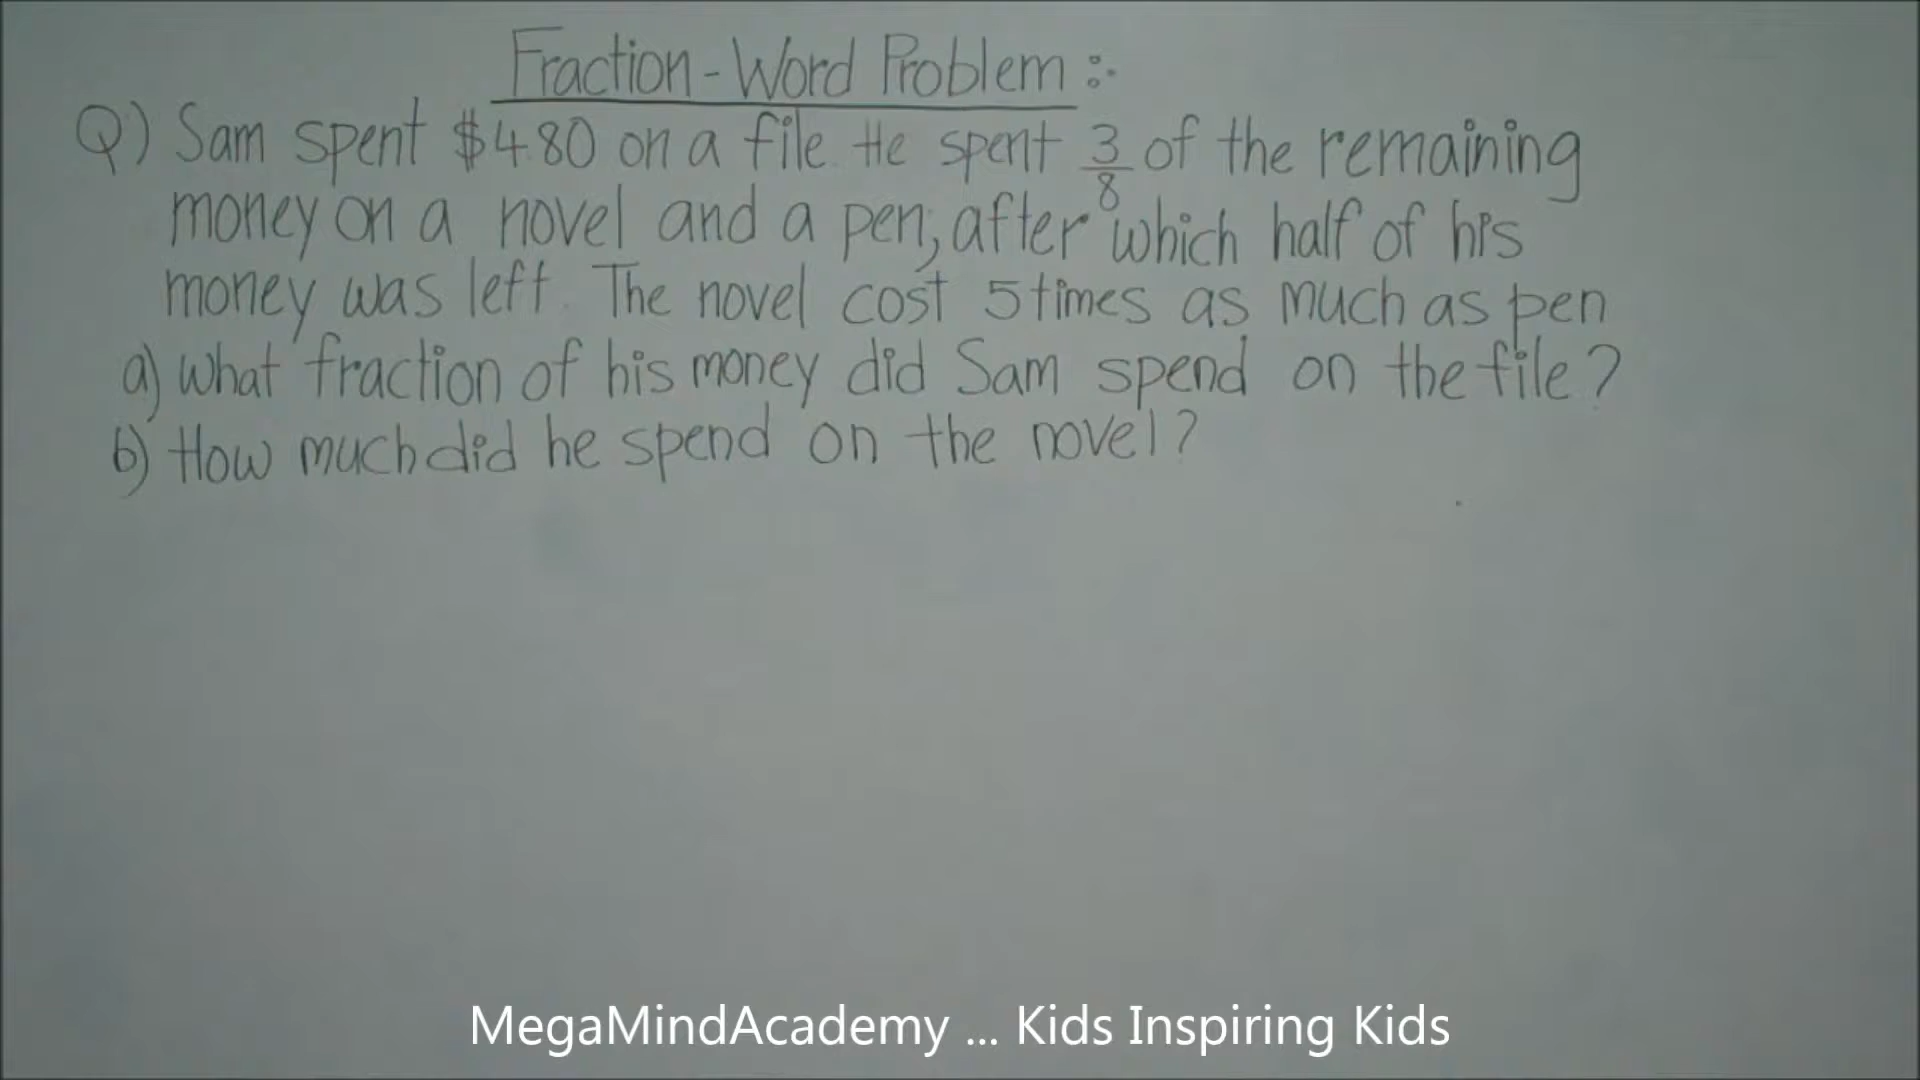 Fraction-Word Problem :-
Q) Sam spent $4.80 on a file. He spent 3/8 of the remaining
money on a novel and a pen, after which half of his
money was left. The novel cost 5 times as much as pen
a) What fraction of his money did Sam spend on the file?
b) How much did he spend on the novel?
MegaMindAcademy ... Kids Inspiring Kids